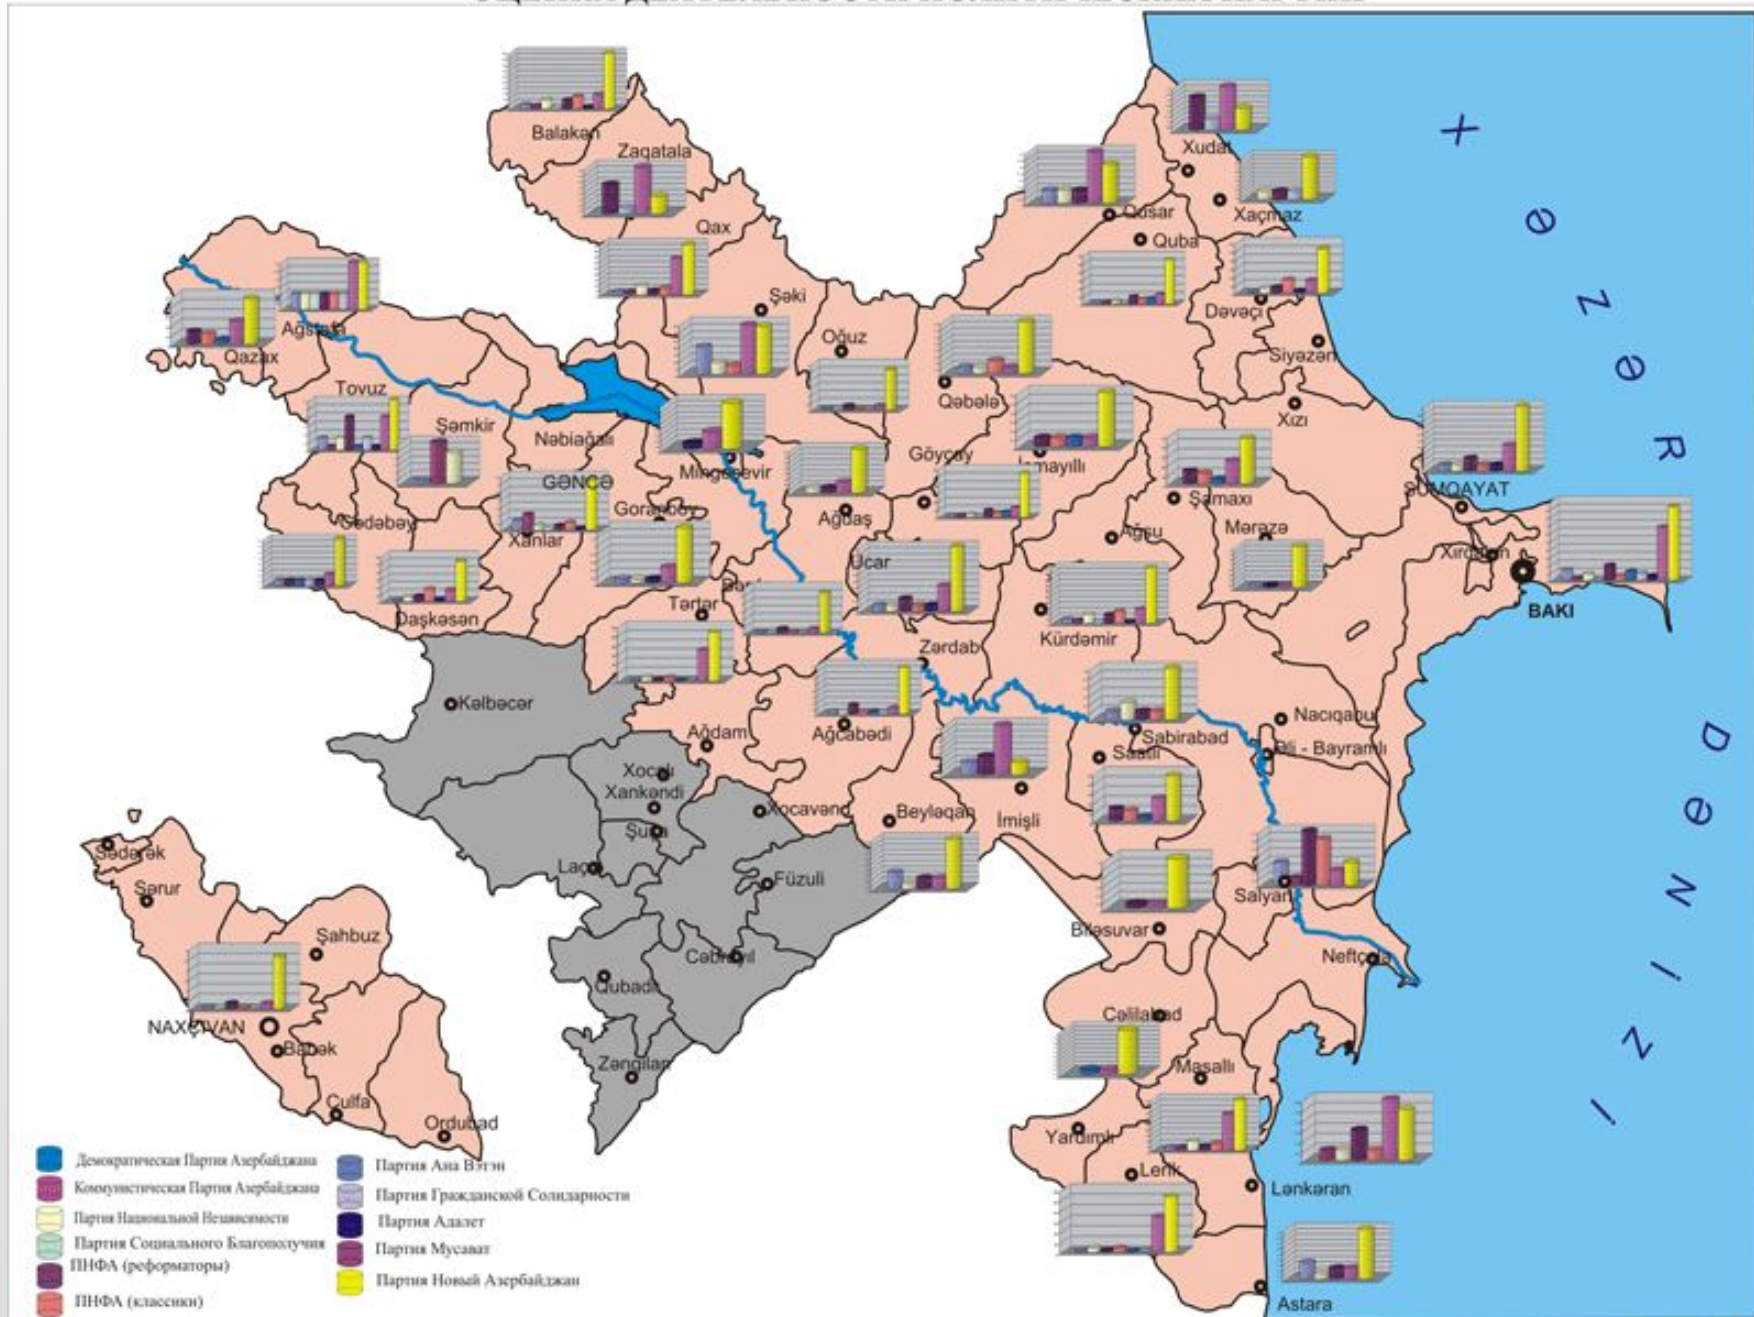 Balakən
Zaqatala
Qax
Xudat
Xaçmaz
Qusar
Quba
Şəki
Dəvəçi
Siyəzən
Ağstafa
Qazax
Oğuz
Qəbələ
Xızı
Tovuz
Şəmkir
Nəbiağalı
Mingəçevir
Göyçay
İsmayıllı
GƏNCƏ
Goranboy
Ağdaş
Şamaxı
SUMQAYAT
Xanlar
Ağsu
Mərəzə
Xırdalan
Ucar
BAKI
Daşkəsən
Tərtər
Zərdab
Kürdəmir
Kəlbəcər
Ağdam
Ağcabədi
Sabirabad
Saatlı
Nacıqabul
Əli - Bayramlı
Xocalı
Xankəndi
Xocavənd
Beyləqan
İmişli
Şuşa
Laçın
Füzuli
Salyan
Biləsuvar
Neftçala
Sədərək
Şərur
Şahbuz
Cəbrayıl
Qubadlı
NAXÇIVAN
Babək
Culfa
Ordubad
Zəngilan
Cəlilabad
Masallı
Yardımlı
Lerik
Lənkəran
Astara
X Ə Z Ə R
D Ə N İ Z İ
Демократическая Партия Азербайджана
Коммунистическая Партия Азербайджана
Партия Национальной Независимости
Партия Социального Благополучия
ПНФА (реформаторы)
ПНФА (классики)
Партия Ана Вэтэн
Партия Гражданской Солидарности
Партия Адалет
Партия Мусават
Партия Новый Азербайджан